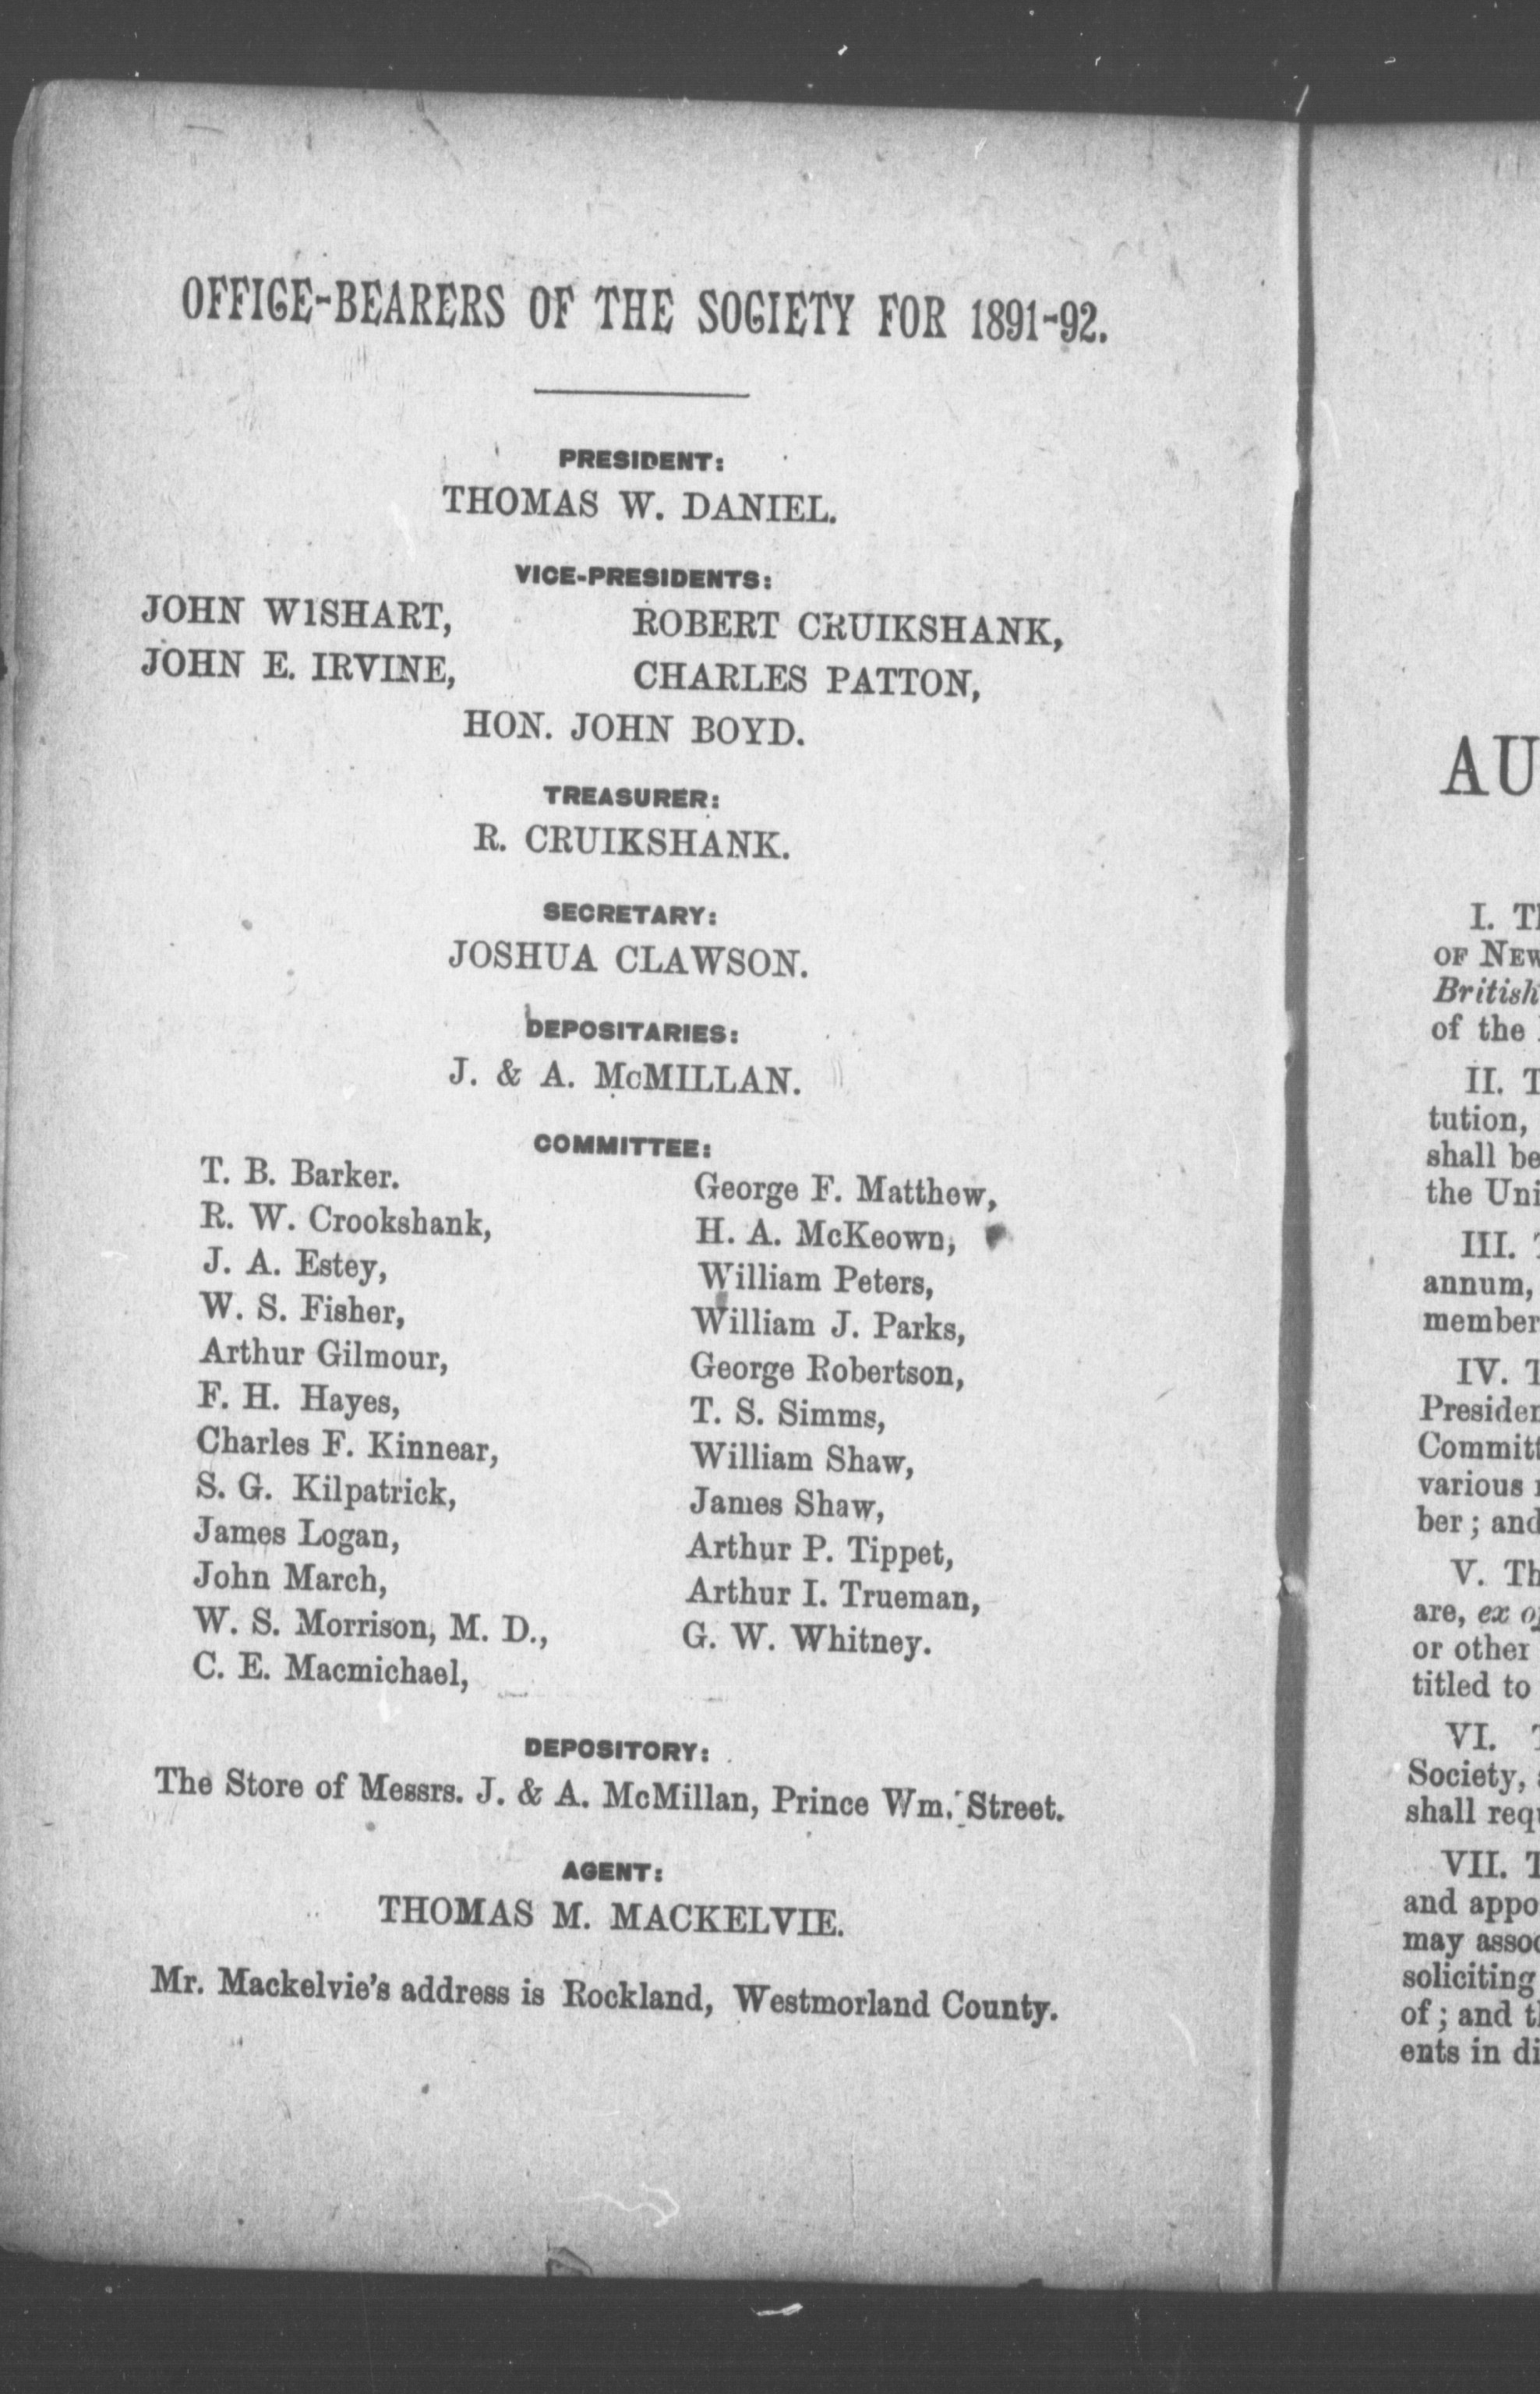 OFFICE-BEARERS OF THE SOCIETY FOR 1891-92.
PRESIDENT:
THOMAS W. DANIEL.
VICE-PRESIDENTS:
JOHN WISHART, ROBERT CRUIKSHANK,
JOHN E. IRVINE, CHARLES PATTON,
HON. JOHN BOYD.
TREASURER:
R. CRUIKSHANK.
SECRETARY:
JOSHUA CLAWSON.
DEPOSITARIES:
J. & A. McMILLAN.
COMMITTEE:
T. B. Barker.
R. W. Crookshank,
J. A. Estey,
W. S. Fisher,
Arthur Gilmour,
F. H. Hayes,
Charles F. Kinnear,
S. G. Kilpatrick,
James Logan,
John March,
W. S. Morrison, M. D.,
C. E. Macmichael,
George F. Matthew,
H. A. McKeown,
William Peters,
William J. Parks,
George Robertson,
T. S. Simms,
William Shaw,
James Shaw,
Arthur P. Tippet,
Arthur I. Trueman,
G. W. Whitney.
DEPOSITORY:
The Store of Messrs. J. & A. McMillan, Prince Wm. Street.
AGENT:
THOMAS M. MACKELVIE.
Mr. Mackelvie's address is Rockland, Westmorland County.
AU
I.
OF NEW
British
of the
II.
tution,
shall be
the Uni
III.
annum,
member
IV.
Presiden
Committ
various
ber; and
V. Th
are, ex
or other
titled to
VI.
Society,
shall requ
VII.
and appo
may assoc
soliciting
of; and
ents in di